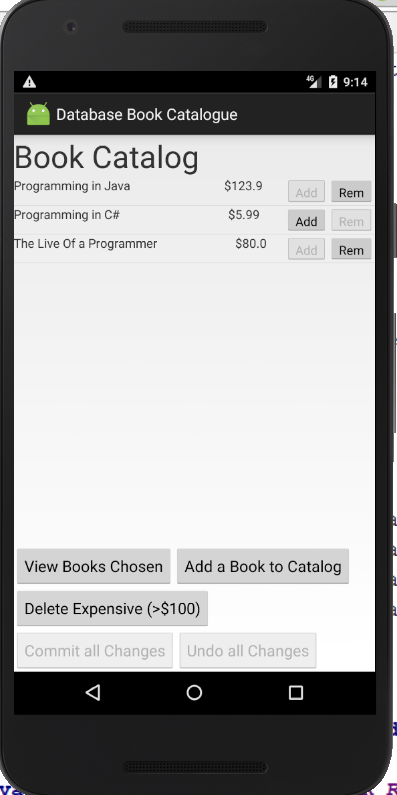 4G 9:14
Database Book Catalogue
Book Catalog
Programming in Java $123.9 Add Rem
Programming in C# $5.99 Add Rem
The Live Of a Programmer $80.0 Add Rem
View Books Chosen Add a Book to Catalog
Delete Expensive (>$100)
Commit all Changes Undo all Changes